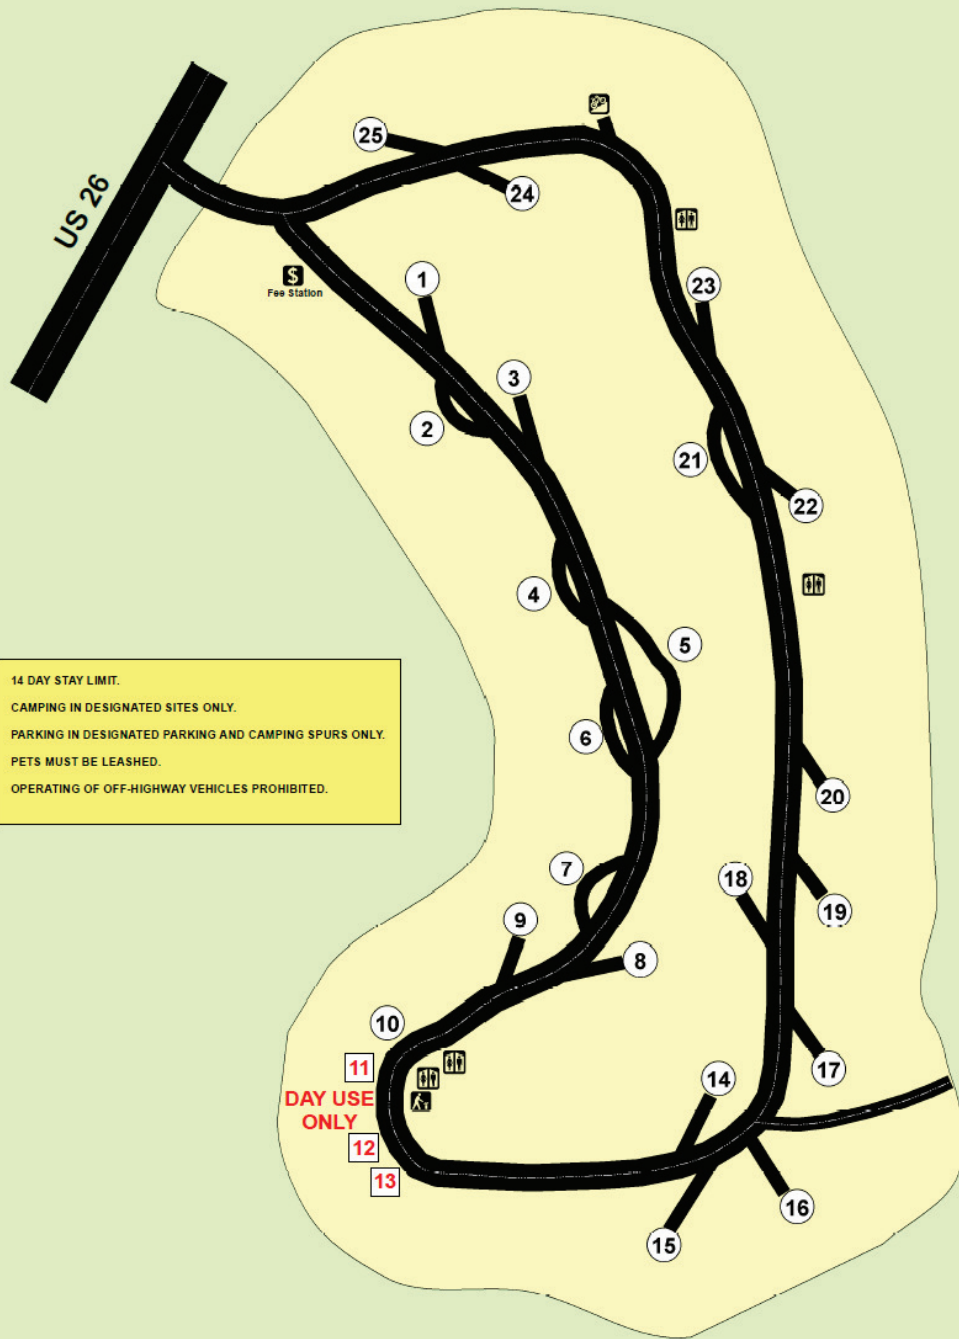 US 26
25
24
$
Fee Station
1
23
3
2
21
22
4
5
6
14 DAY STAY LIMIT.
CAMPING IN DESIGNATED SITES ONLY.
PARKING IN DESIGNATED PARKING AND CAMPING SPURS ONLY.
PETS MUST BE LEASHED.
OPERATING OF OFF-HIGHWAY VEHICLES PROHIBITED.
20
7
18
19
9
8
10
11
DAY USE
ONLY
12
13
14
17
16
15